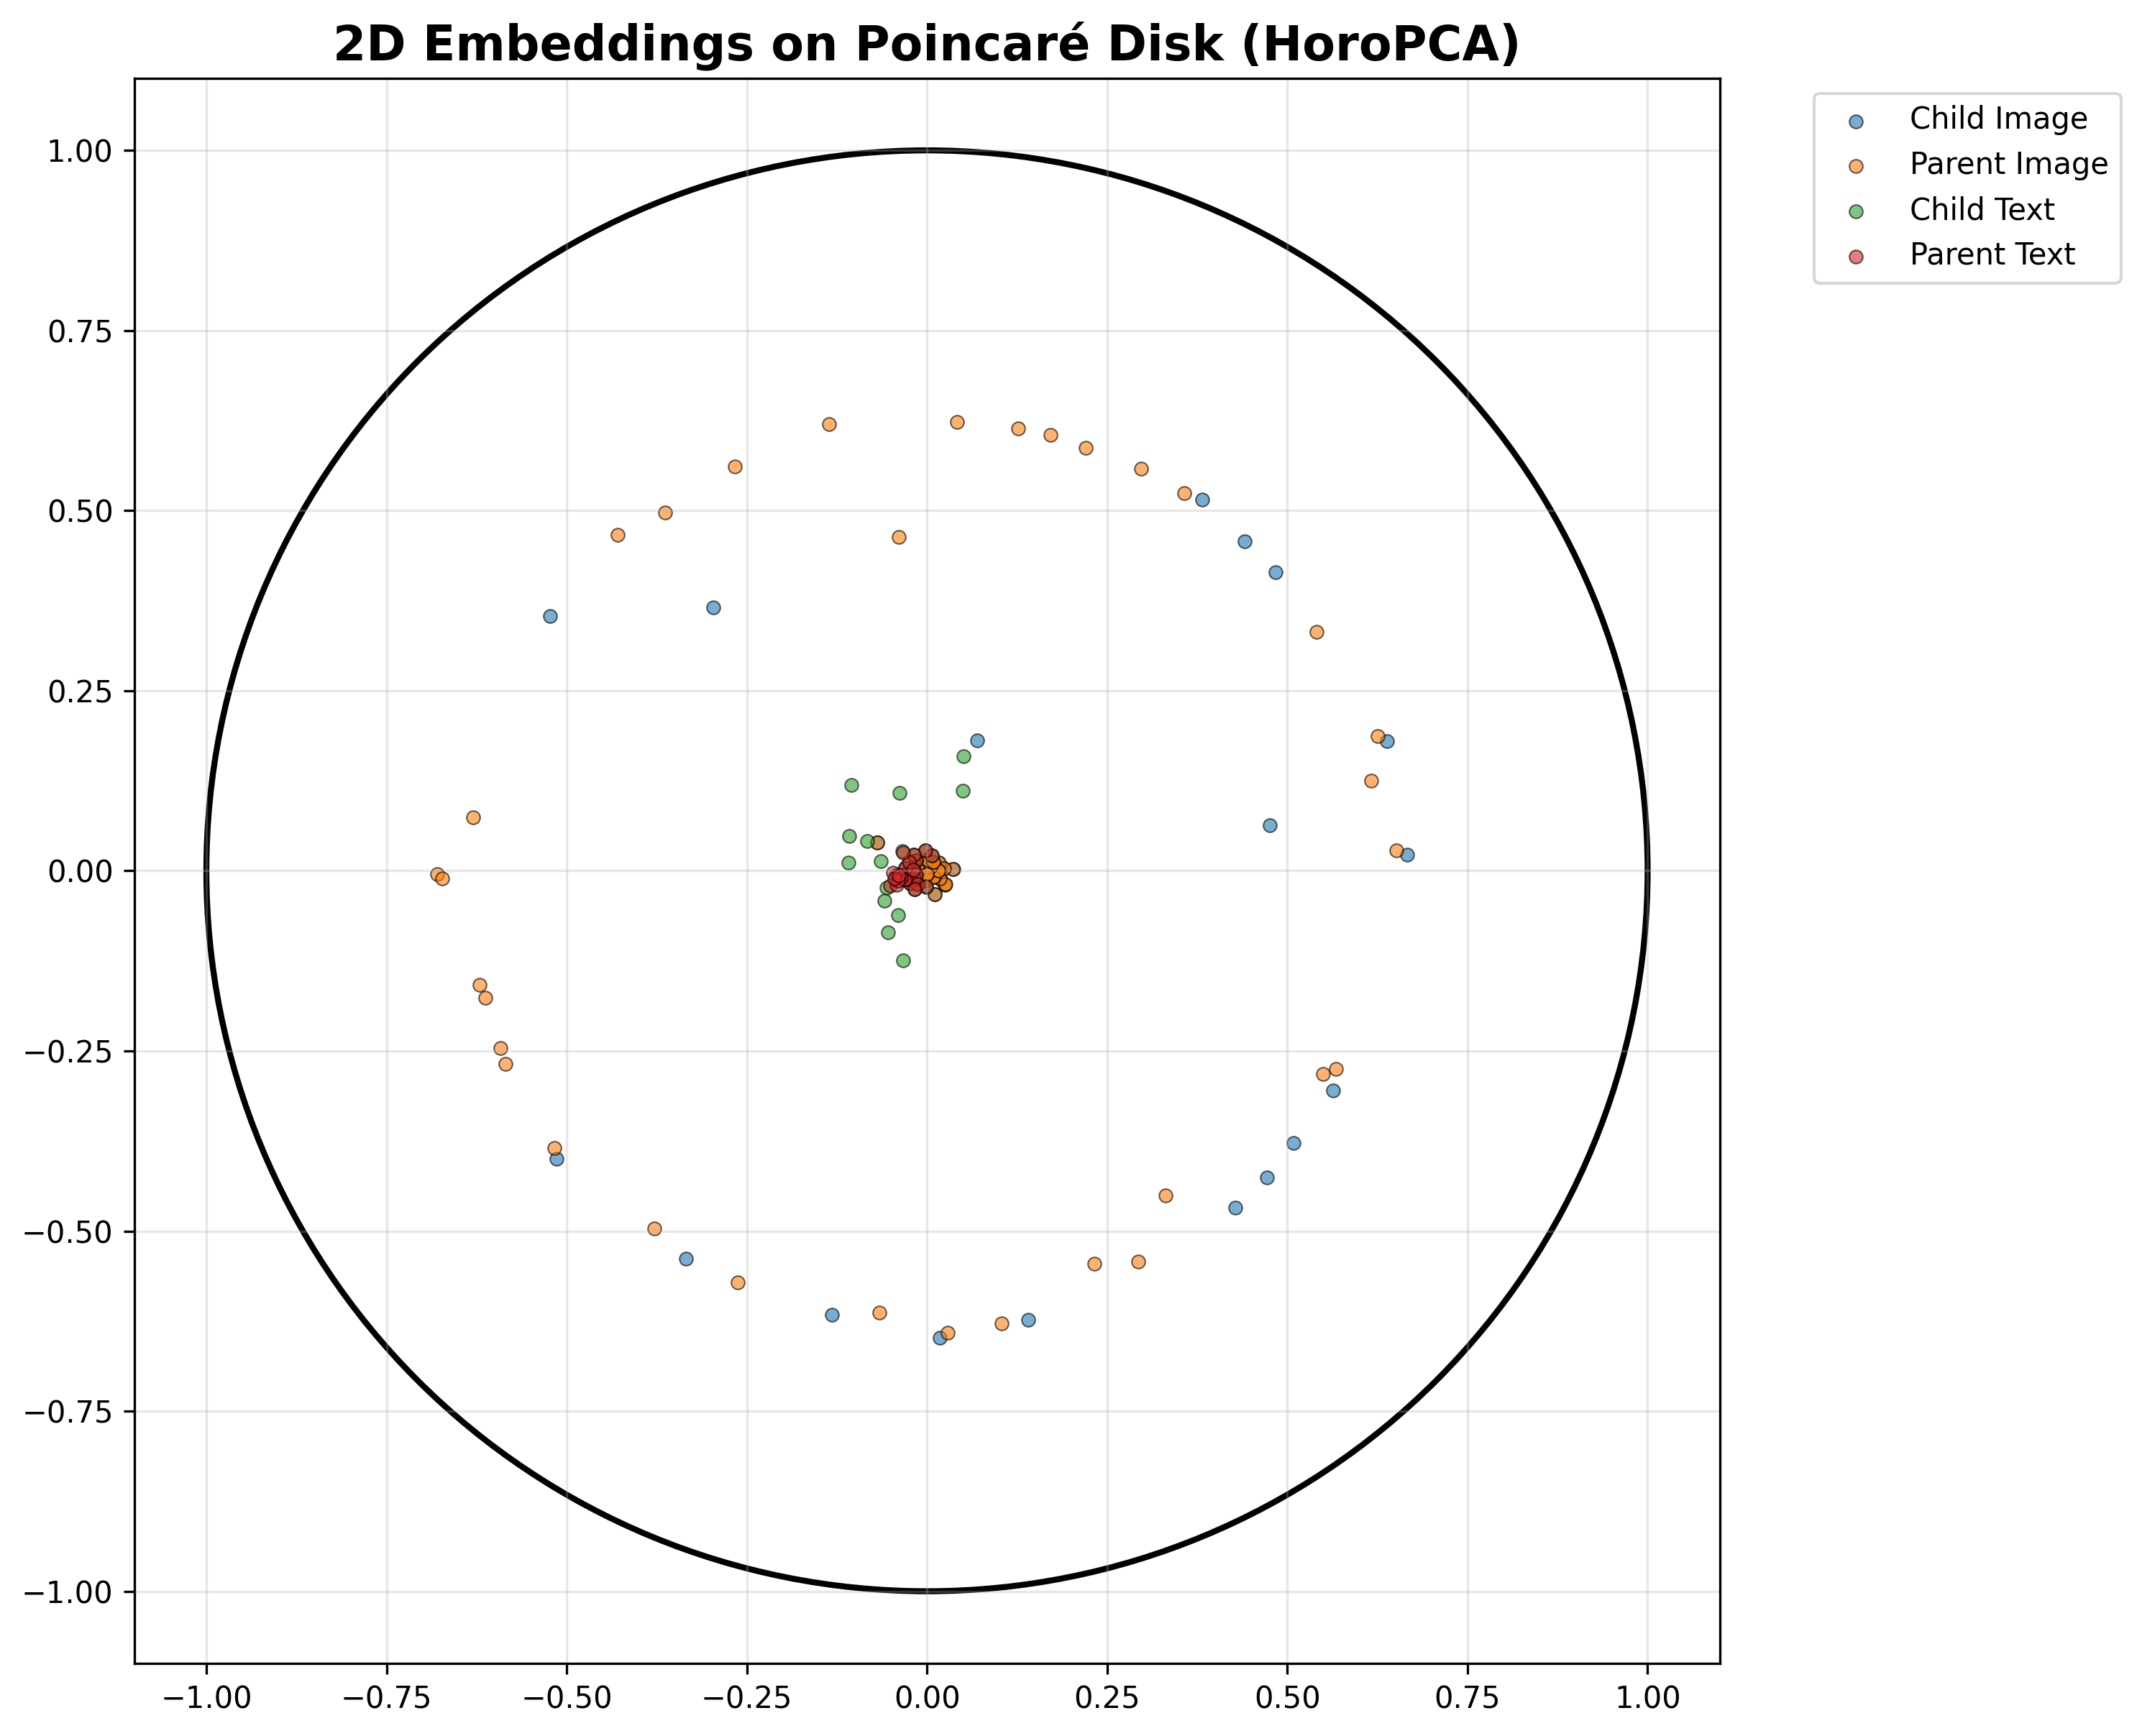 2D Embeddings on Poincaré Disk (HoroPCA)
Child Image
Parent Image
Child Text
Parent Text
1.00
0.75
0.50
0.25
0.00
−0.25
−0.50
−0.75
−1.00
−1.00 −0.75 −0.50 −0.25 0.00 0.25 0.50 0.75 1.00